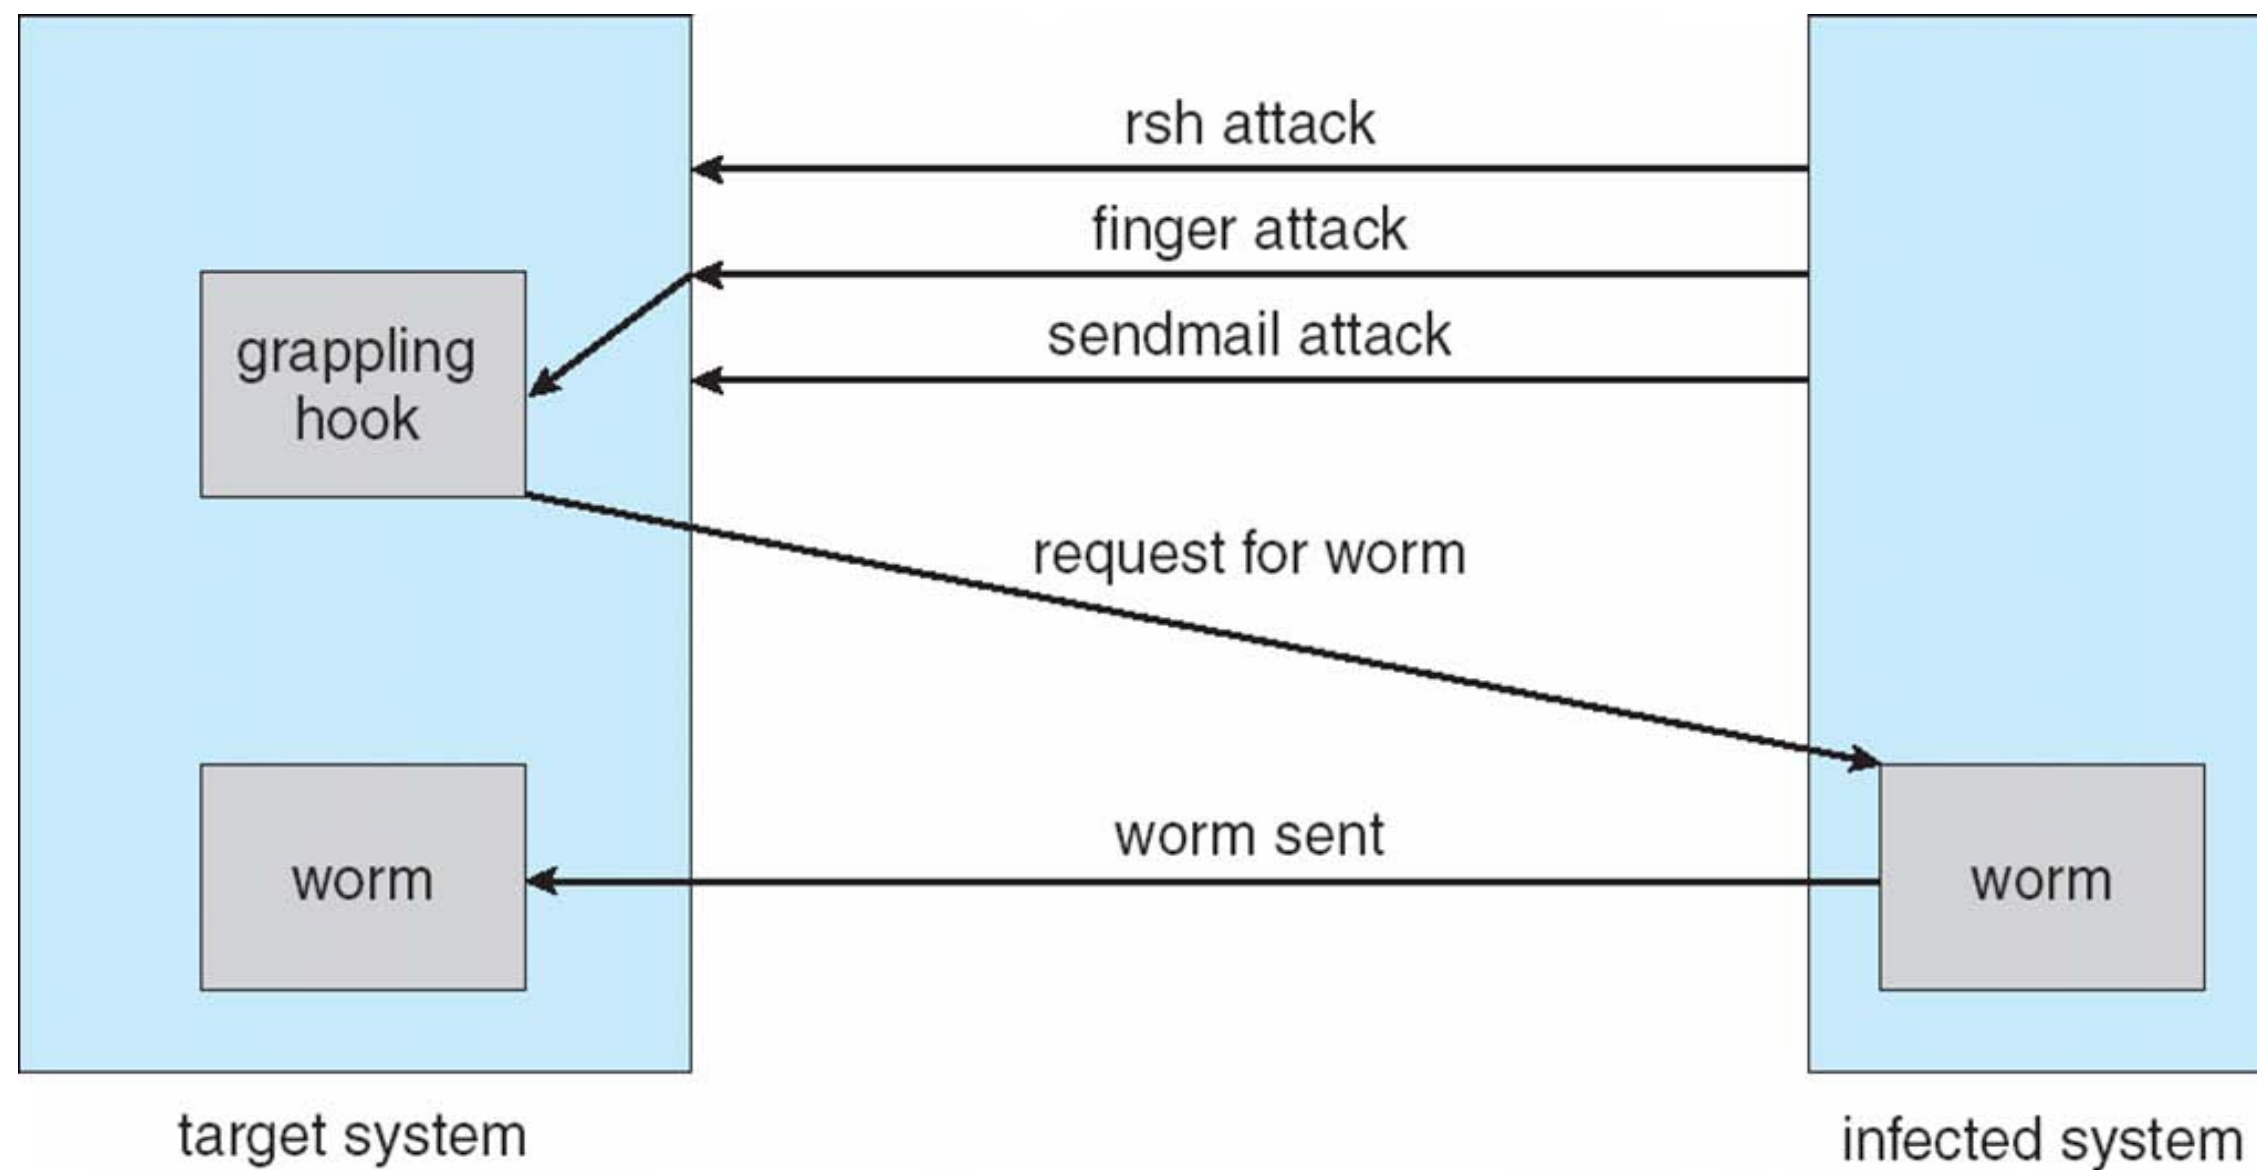 rsh attack
finger attack
sendmail attack
grappling
hook
request for worm
worm sent
worm
worm
target system
infected system